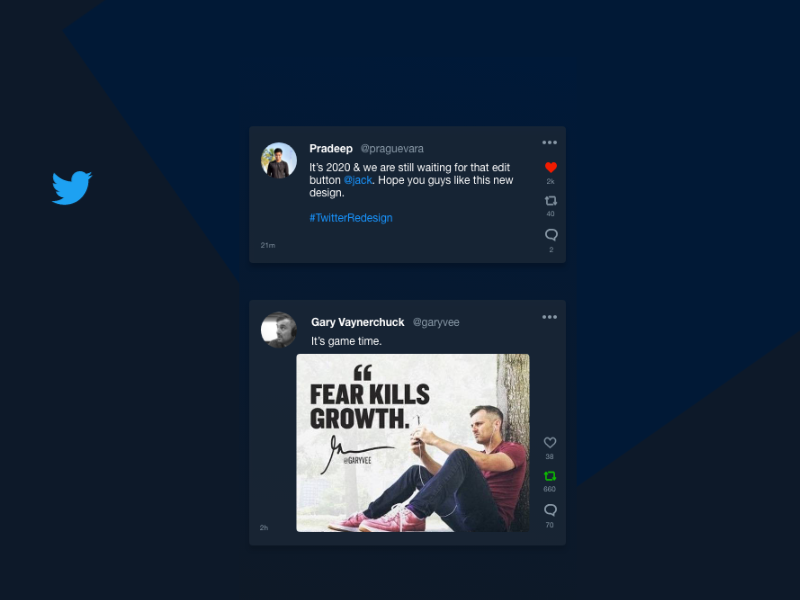 Pradeep @praguevara
It's 2020 & we are still waiting for that edit
button @jack. Hope you guys like this new
design.
#TwitterRedesign
2k
40
2
21m
Gary Vaynerchuck @garyvee
It's game time.
“
FEAR KILLS
GROWTH.
@GARYVEE
38
660
70
2h